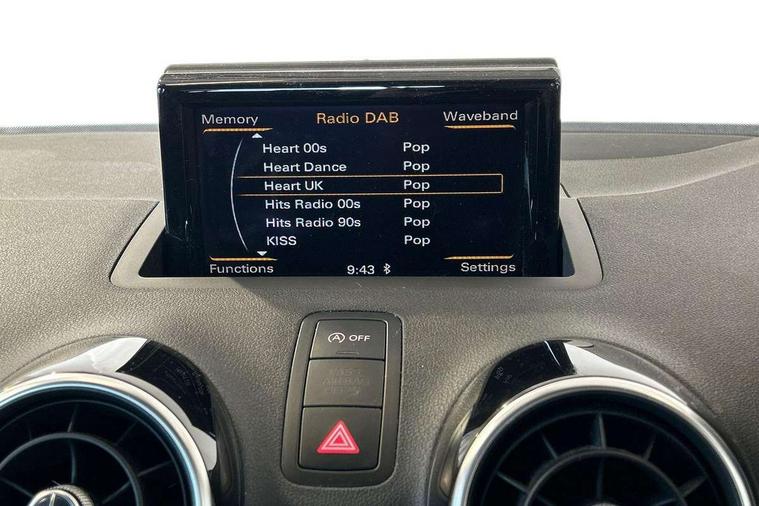 Memory Radio DAB Waveband
Heart 00s Pop
Heart Dance Pop
Heart UK Pop
Hits Radio 00s Pop
Hits Radio 90s Pop
KISS Pop
Functions 9:43 Settings
A OFF